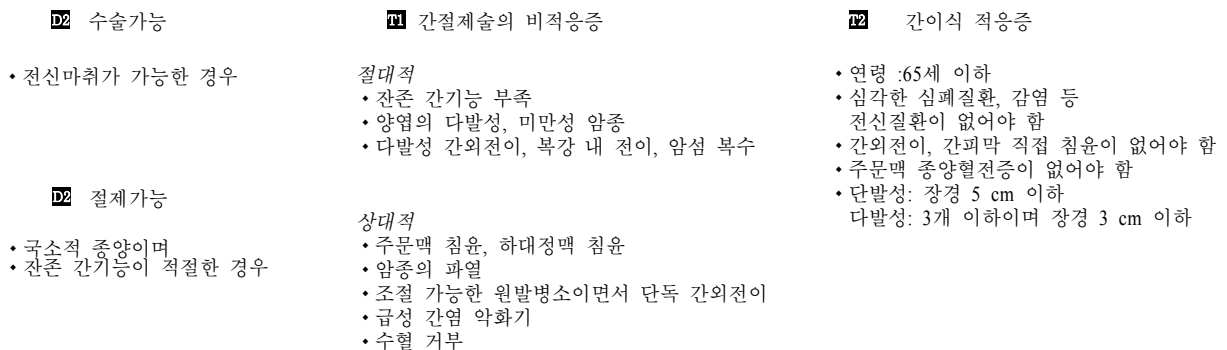 D2 수술가능
• 전신마취가 가능한 경우
D2 절제가능
• 국소적 종양이며
• 잔존 간기능이 적절한 경우
T1 간절제술의 비적응증
절대적
• 잔존 간기능 부족
• 양엽의 다발성, 미만성 암종
• 다발성 간외전이, 복강 내 전이, 암섬 복수
상대적
• 주문맥 침윤, 하대정맥 침윤
• 암종의 파열
• 조절 가능한 원발병소이면서 단독 간외전이
• 급성 간염 악화기
• 수혈 거부
T2 간이식 적응증
• 연령 :65세 이하
• 심각한 심폐질환, 감염 등
전신질환이 없어야 함
• 간외전이, 간피막 직접 침윤이 없어야 함
• 주문맥 종양혈전증이 없어야 함
• 단발성: 장경 5 cm 이하
다발성: 3개 이하이며 장경 3 cm 이하